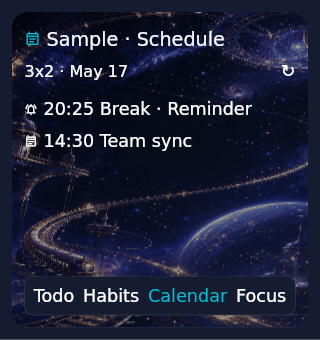 Sample · Schedule
3x2 · May 17 ↻
20:25 Break · Reminder
14:30 Team sync
Todo Habits Calendar Focus